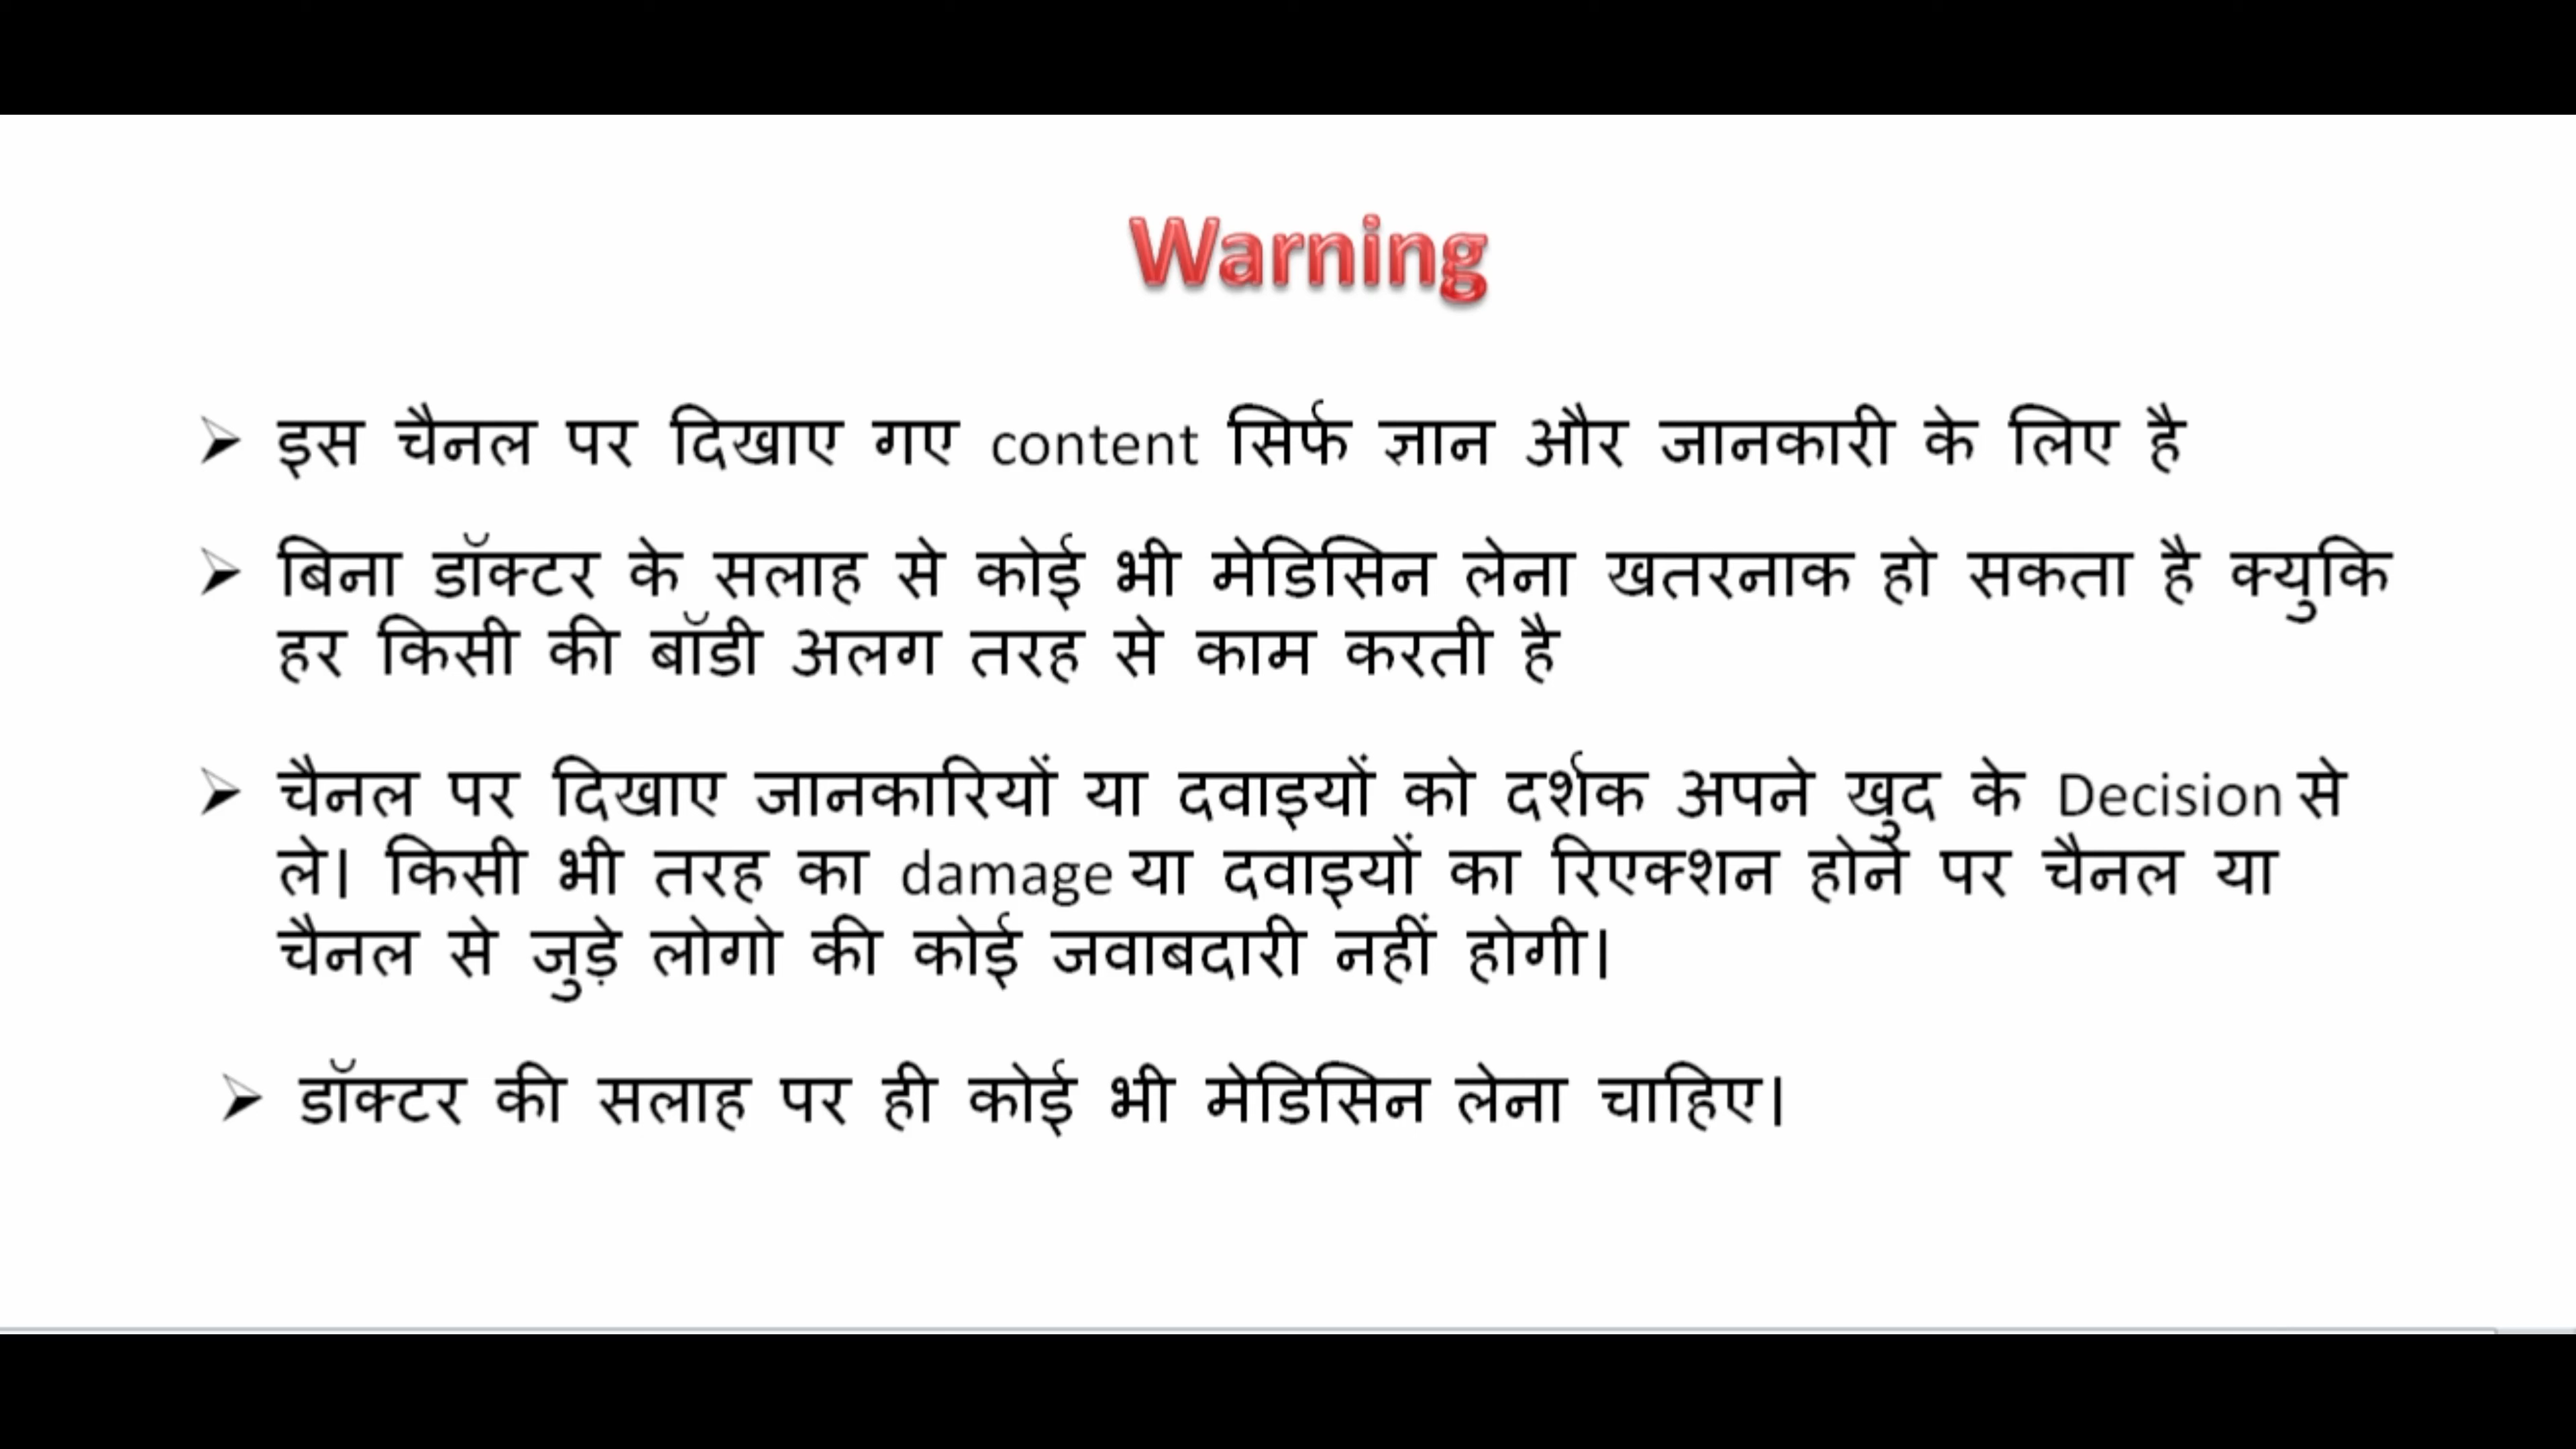 Warning
➢ इस चैनल पर दिखाए गए content सिर्फ ज्ञान और जानकारी के लिए है
➢ बिना डॉक्टर के सलाह से कोई भी मेडिसिन लेना खतरनाक हो सकता है क्युकि
हर किसी की बॉडी अलग तरह से काम करती है
➢ चैनल पर दिखाए जानकारियों या दवाइयों को दर्शक अपने खुद के Decision से
ले। किसी भी तरह का damage या दवाइयों का रिएक्शन होने पर चैनल या
चैनल से जुड़े लोगो की कोई जवाबदारी नहीं होगी।
➢ डॉक्टर की सलाह पर ही कोई भी मेडिसिन लेना चाहिए।